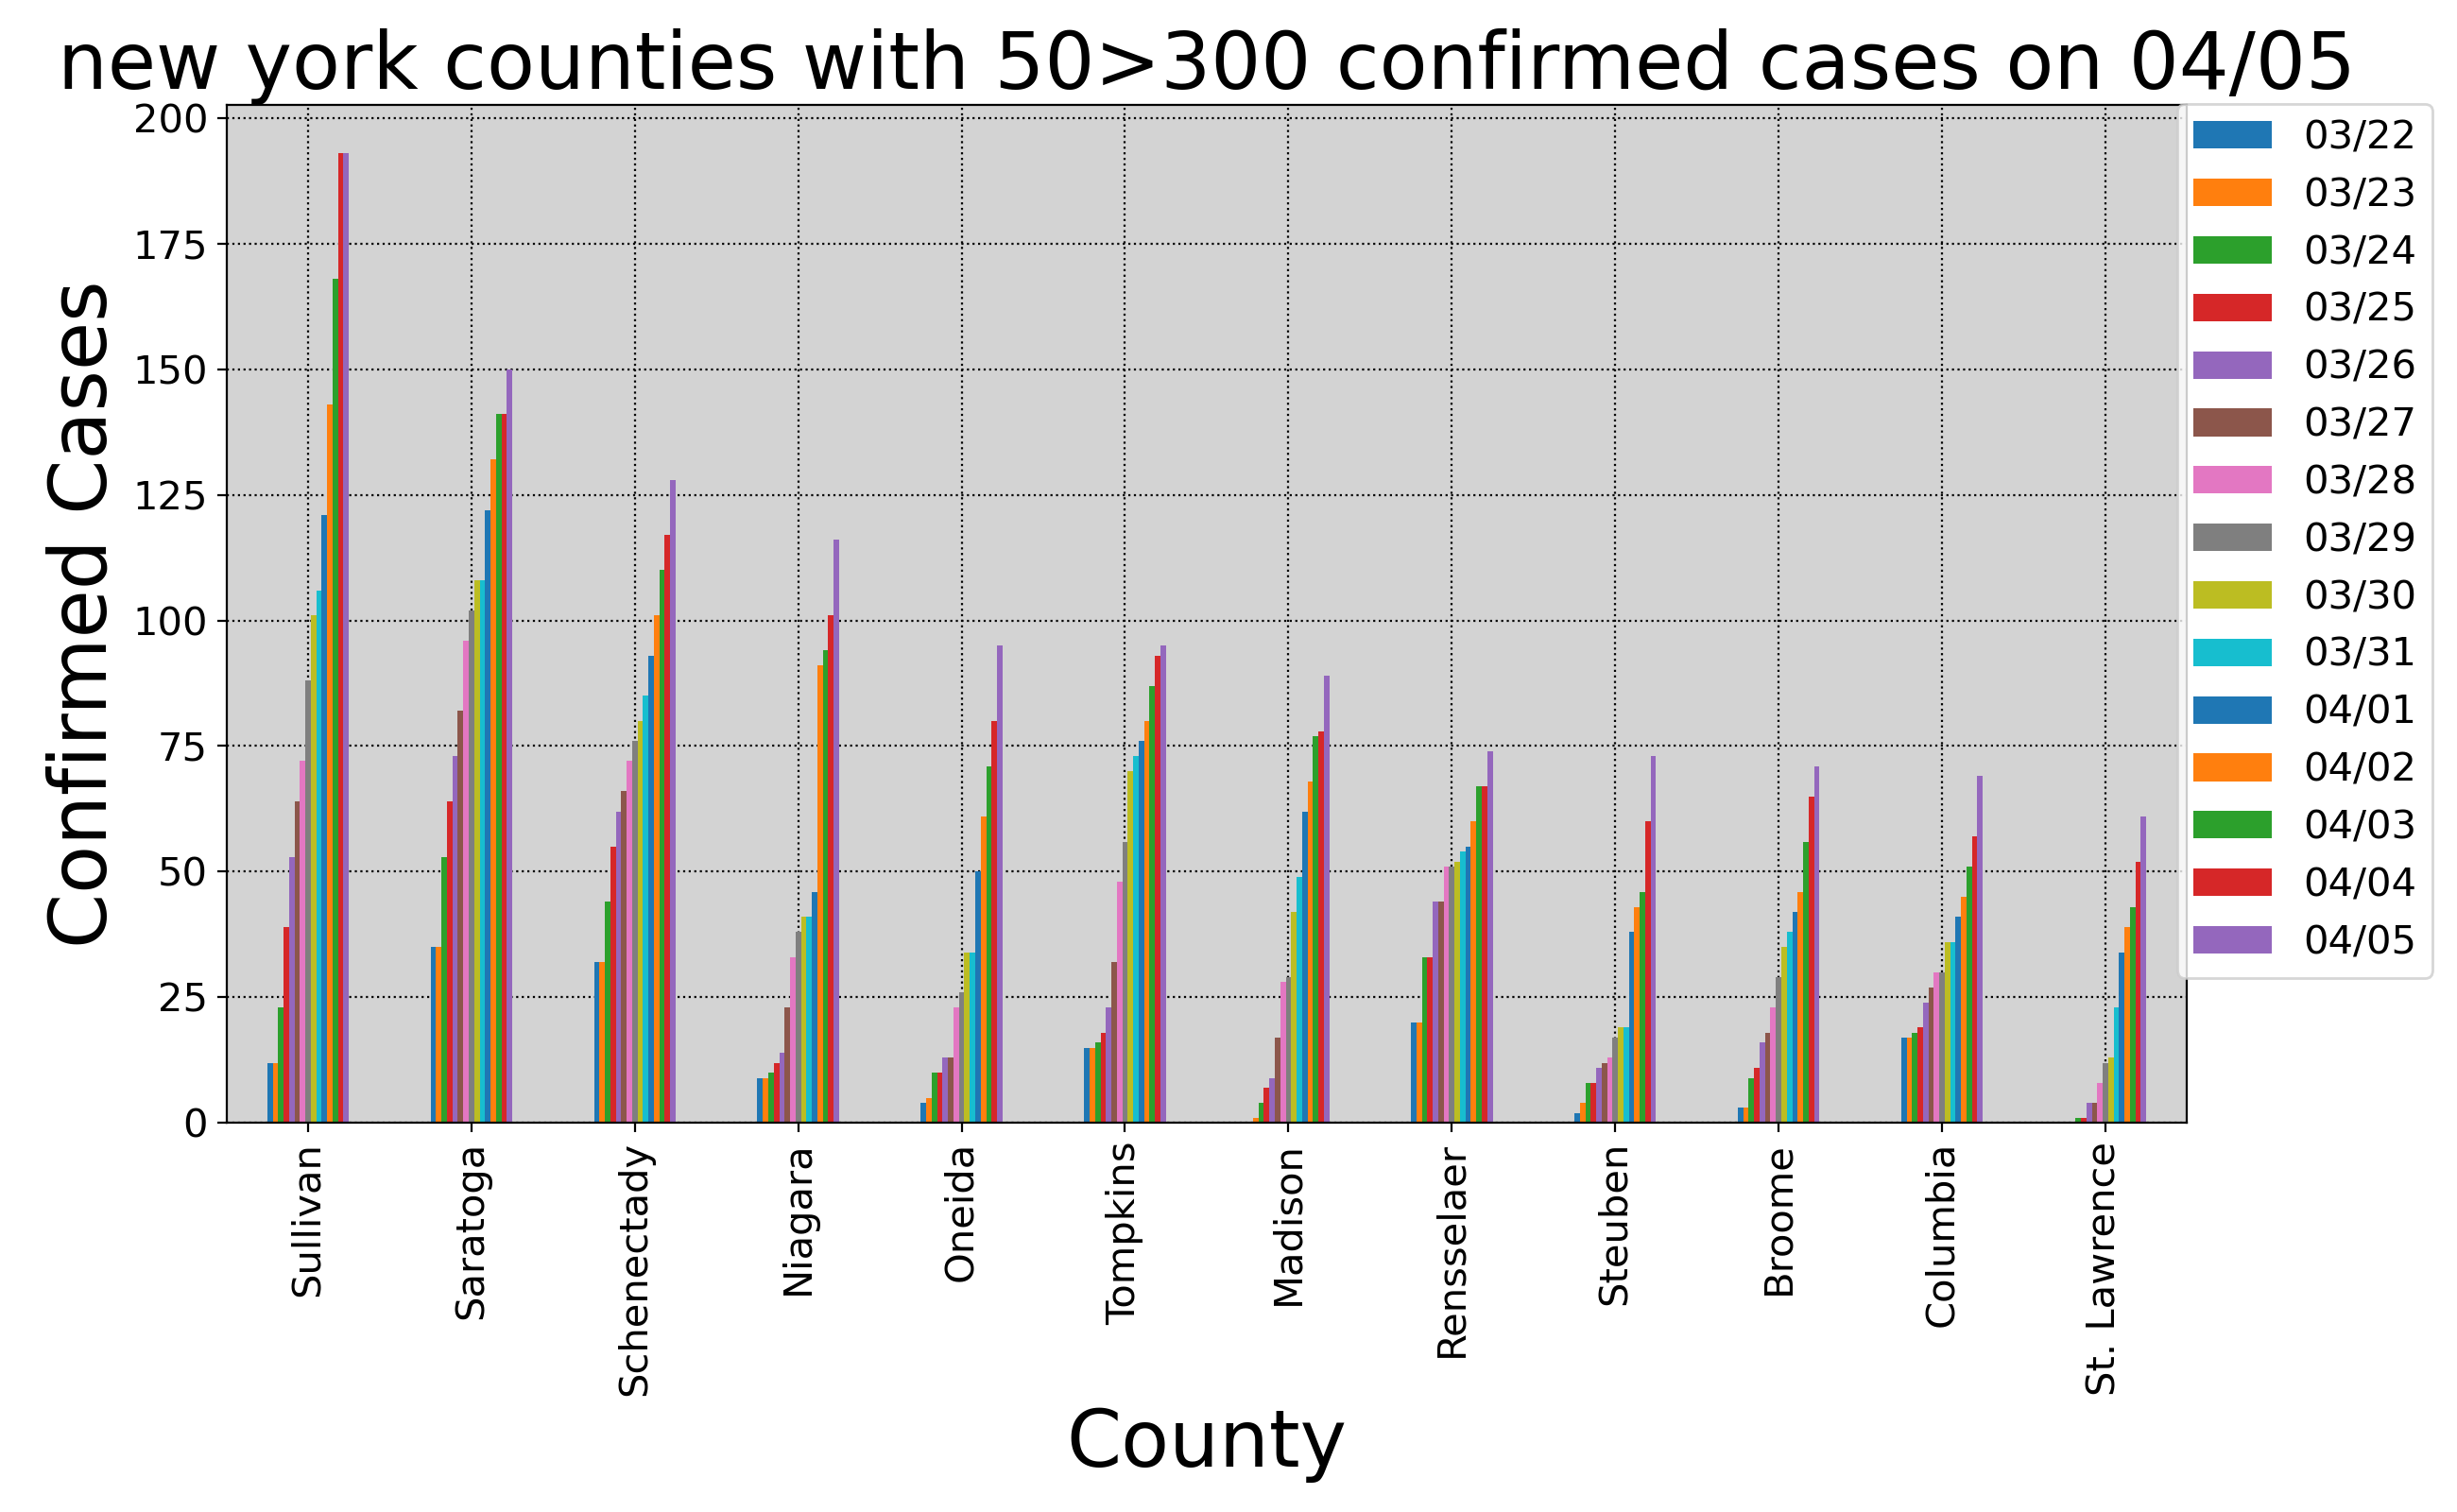 new york counties with 50>300 confirmed cases on 04/05
Confirmed Cases
200
175
150
125
100
75
50
25
0
03/22
03/23
03/24
03/25
03/26
03/27
03/28
03/29
03/30
03/31
04/01
04/02
04/03
04/04
04/05
Sullivan
Saratoga
Schenectady
Niagara
Oneida
Tompkins
Madison
Rensselaer
Steuben
Broome
Columbia
St. Lawrence
County